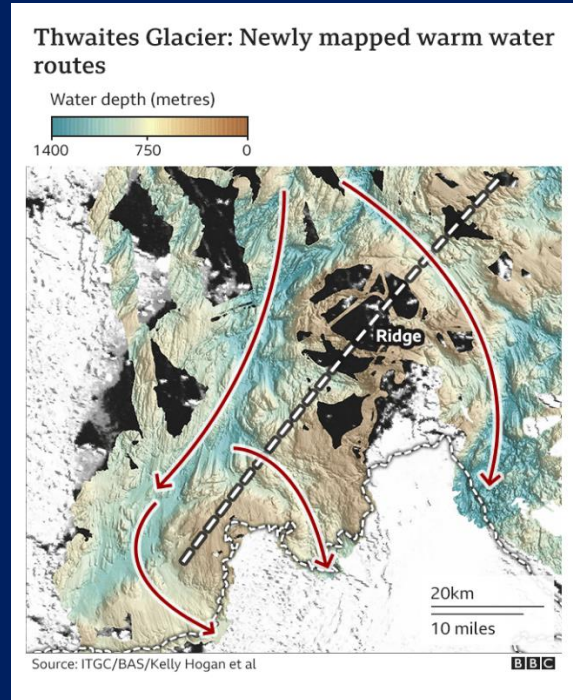 Thwaites Glacier: Newly mapped warm water
routes
Water depth (metres)
1400 750 0
Ridge
20km
10 miles
Source: ITGC/BAS/Kelly Hogan et al
BBC